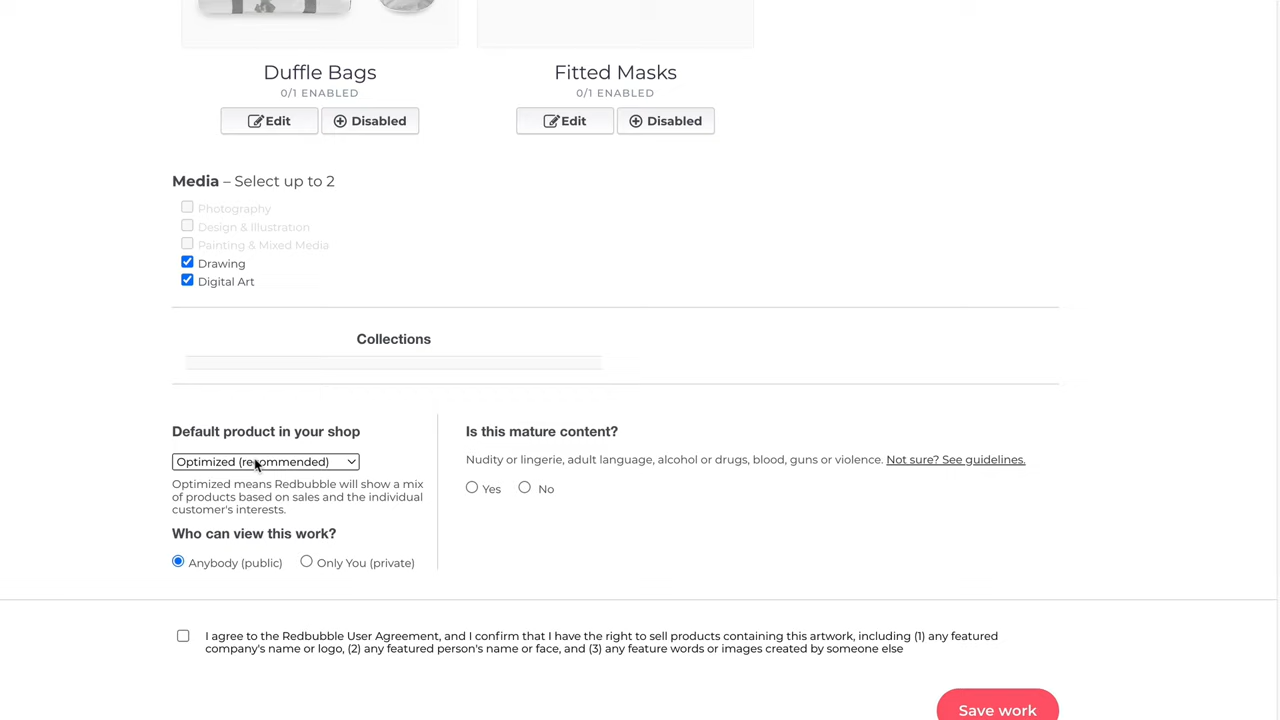 Duffle Bags
0/1 ENABLED
Edit
Disabled
Fitted Masks
0/1 ENABLED
Edit
Disabled
Media – Select up to 2
Photography
Design & Illustration
Painting & Mixed Media
Drawing
Digital Art
Collections
Default product in your shop
Optimized (recommended)
Optimized means Redbubble will show a mix
of products based on sales and the individual
customer's interests.
Who can view this work?
Anybody (public) Only You (private)
Is this mature content?
Nudity or lingerie, adult language, alcohol or drugs, blood, guns or violence. Not sure? See guidelines.
Yes No
I agree to the Redbubble User Agreement, and I confirm that I have the right to sell products containing this artwork, including (1) any featured
company's name or logo, (2) any featured person's name or face, and (3) any feature words or images created by someone else
Save work